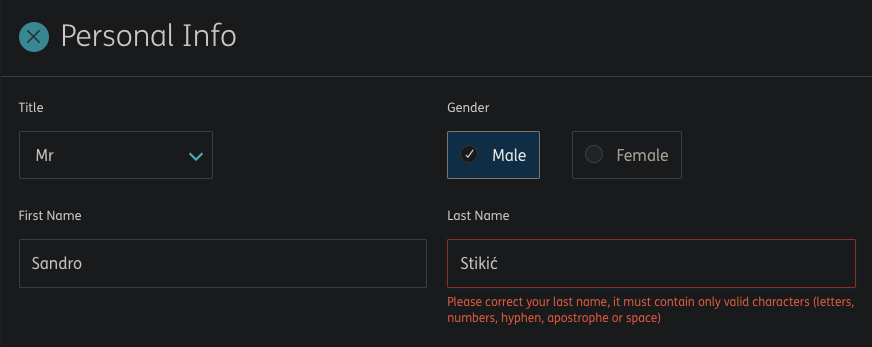 Personal Info
Title
Gender
Mr
Male
Female
First Name
Last Name
Sandro
Stikić
Please correct your last name, it must contain only valid characters (letters,
numbers, hyphen, apostrophe or space)